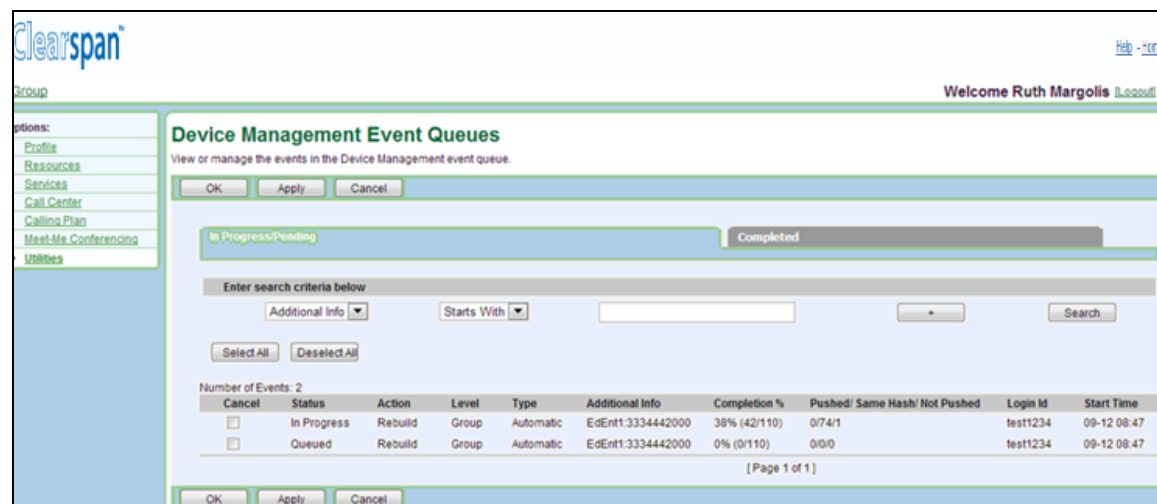 Clearspan™
Help - Hom
Group
Welcome Ruth Margolis [Logout]
ptions:
Profile
Resources
Services
Call Center
Calling Plan
Meet-Me Conferencing
Utilities
Device Management Event Queues
View or manage the events in the Device Management event queue.
OK Apply Cancel
In Progress/Pending Completed
Enter search criteria below
Additional Info Starts With + Search
Select All Deselect All
Number of Events: 2
Cancel Status Action Level Type Additional Info Completion % Pushed/ Same Hash/ Not Pushed Login Id Start Time
In Progress Rebuild Group Automatic EdEnt1:3334442000 38% (42/110) 0/74/1 test1234 09-12 08:47
Queued Rebuild Group Automatic EdEnt1:3334442000 0% (0/110) 0/0/0 test1234 09-12 08:47
[ Page 1 of 1 ]
OK Apply Cancel